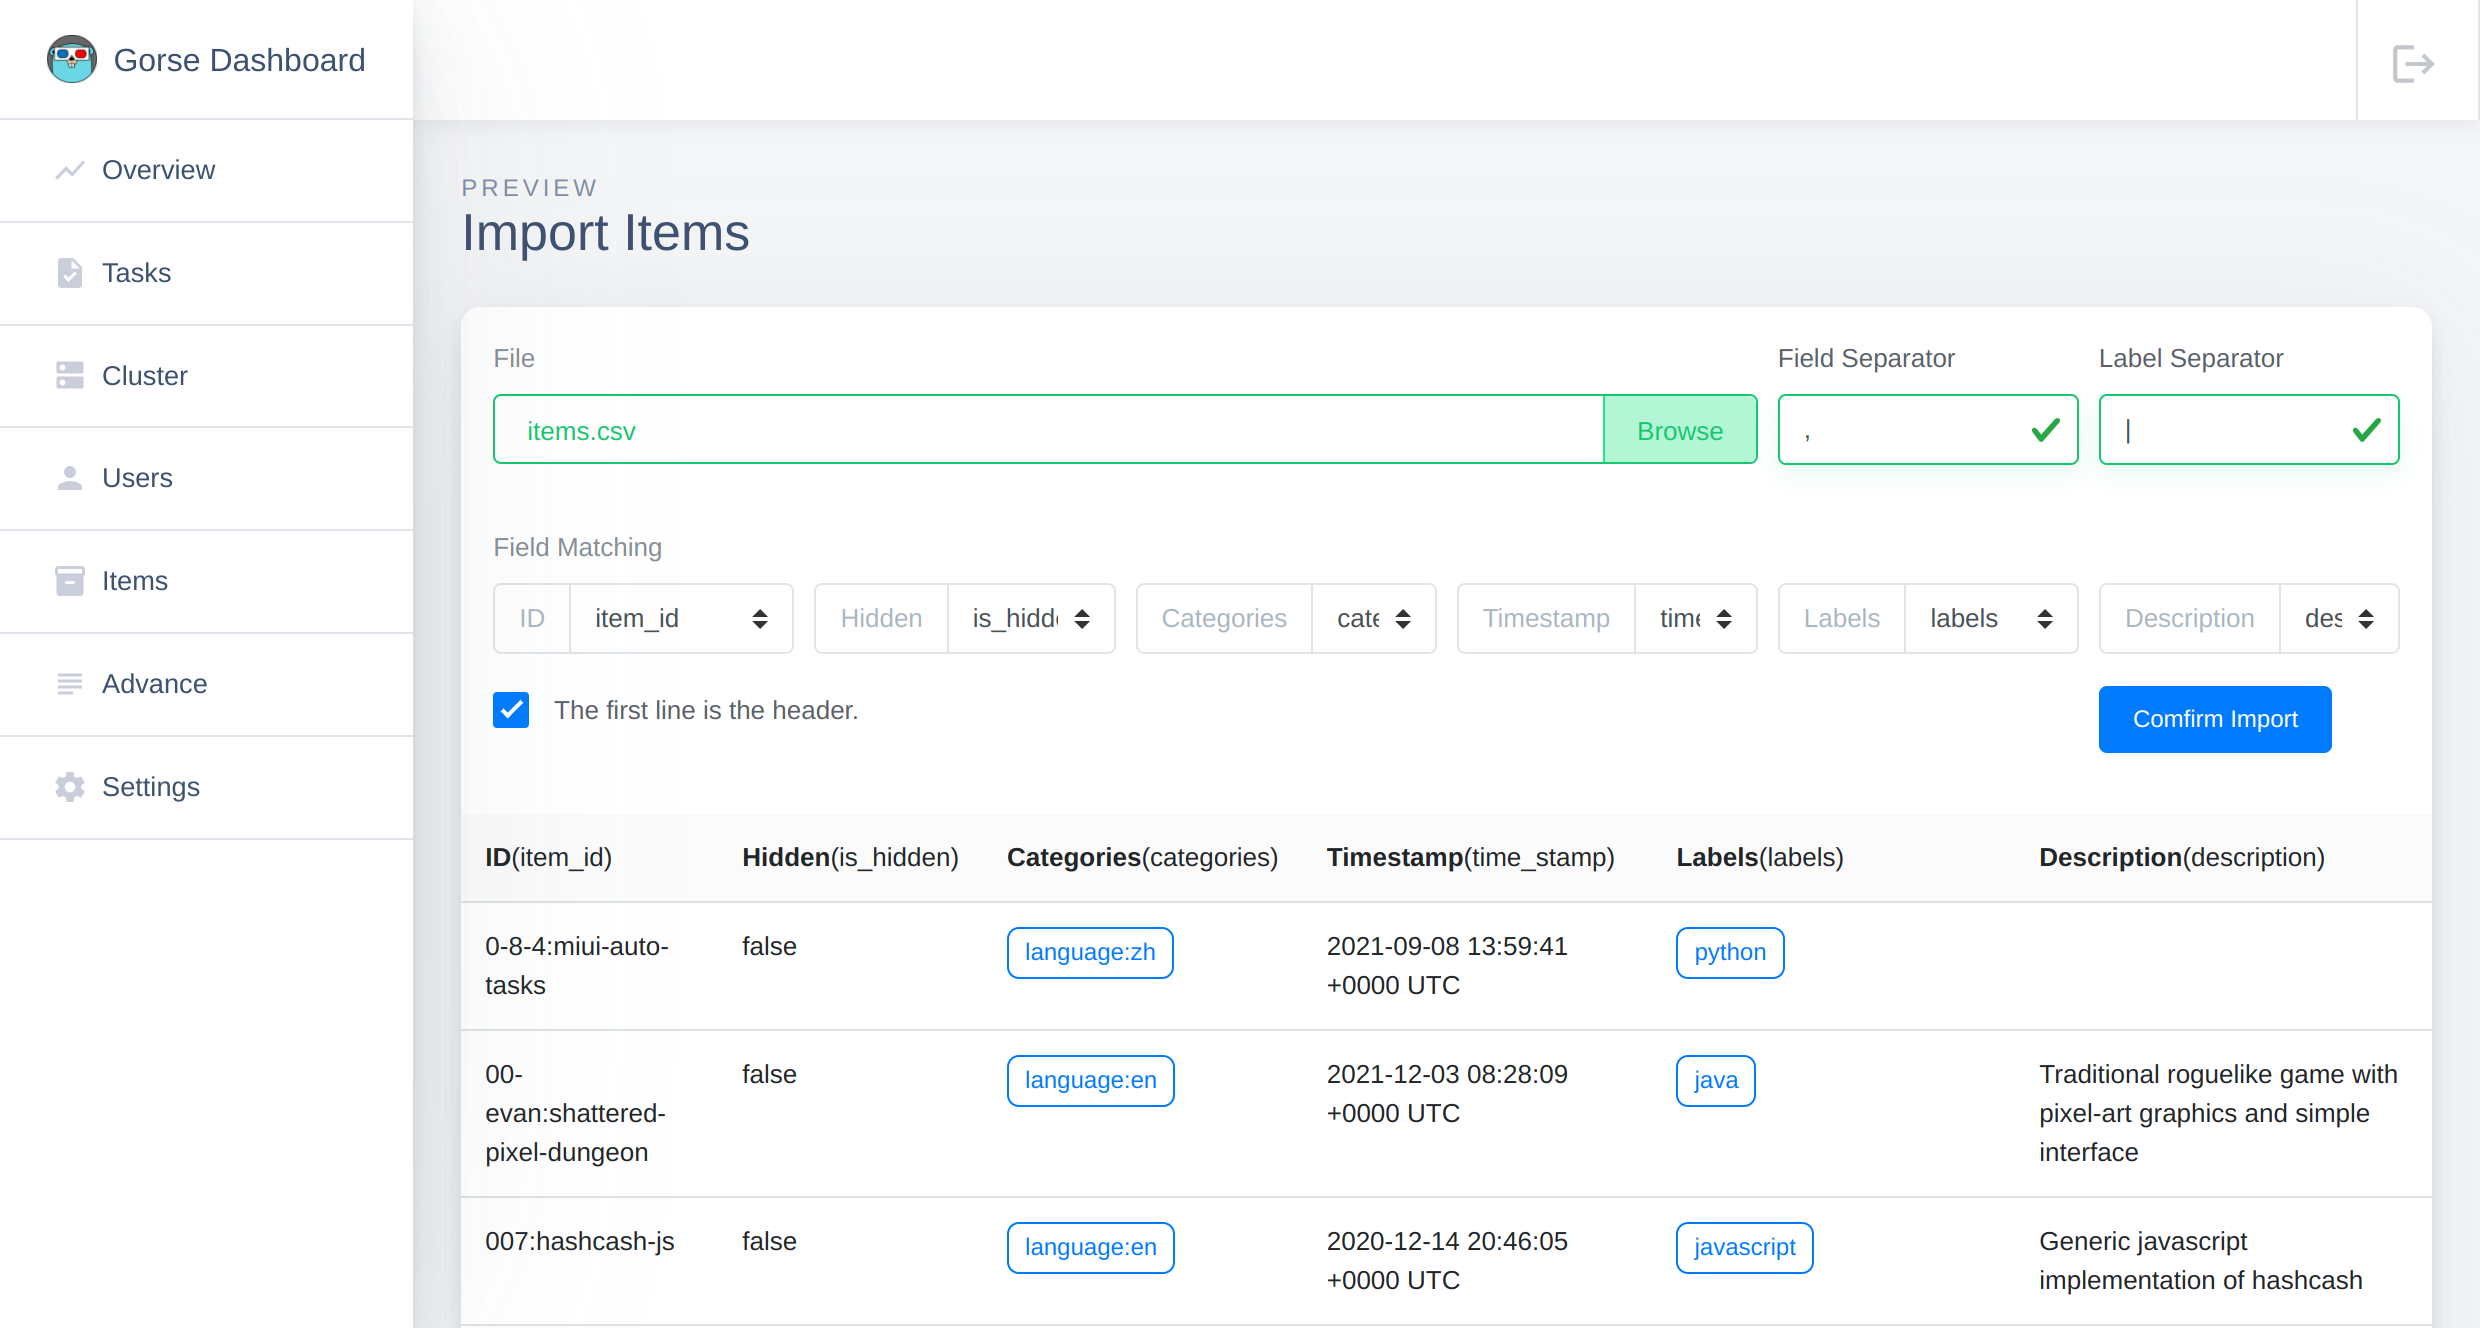 Gorse Dashboard
Overview
Tasks
Cluster
Users
Items
Advance
Settings
PREVIEW
Import Items
File
Field Separator
Label Separator
items.csv
Browse
,
|
Field Matching
ID
item_id
Hidden
is_hidd
Categories
cate
Timestamp
time
Labels
labels
Description
des
The first line is the header.
Comfirm Import
ID(item_id)
Hidden(is_hidden)
Categories(categories)
Timestamp(time_stamp)
Labels(labels)
Description(description)
0-8-4:miui-auto-
tasks
false
language:zh
2021-09-08 13:59:41
+0000 UTC
python
00-
evan:shattered-
pixel-dungeon
false
language:en
2021-12-03 08:28:09
+0000 UTC
java
Traditional roguelike game with
pixel-art graphics and simple
interface
007:hashcash-js
false
language:en
2020-12-14 20:46:05
+0000 UTC
javascript
Generic javascript
implementation of hashcash